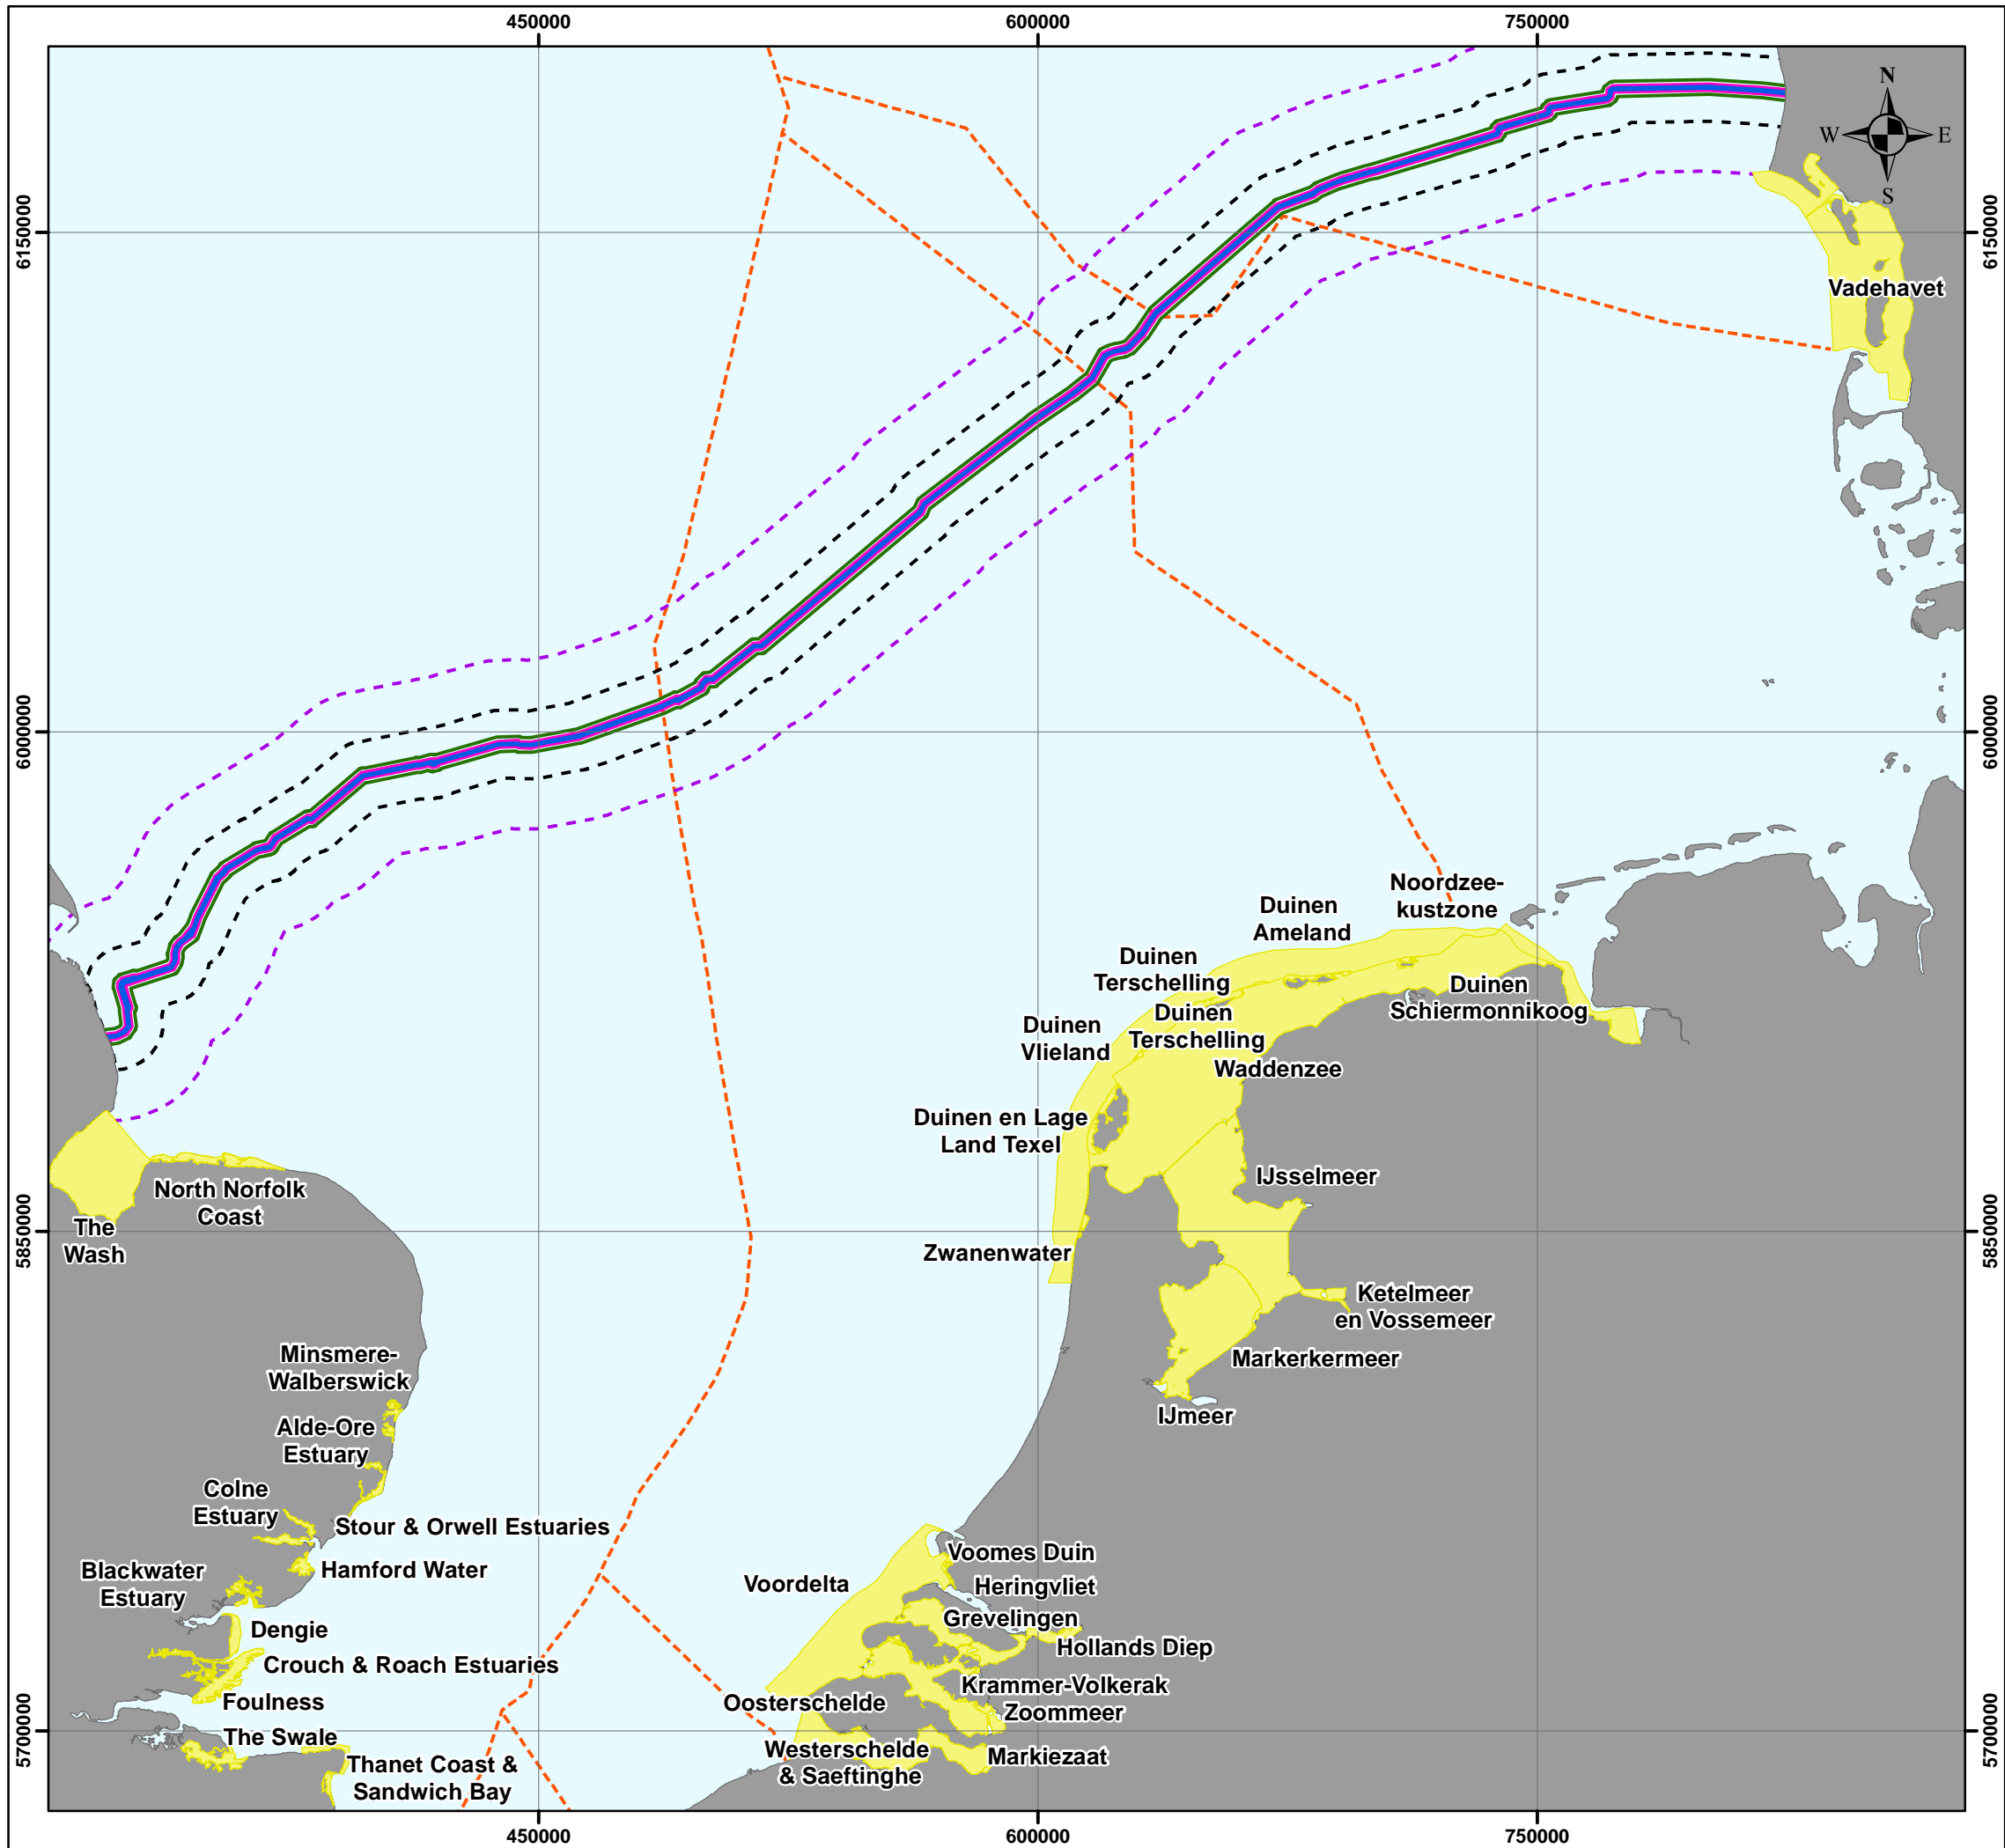 450000
600000
750000
N
W
E
S
6150000
6150000
Vadehavet
6000000
6000000
Noordzee-
kustzone
Duinen
Ameland
Duinen
Terschelling
Duinen
Schiermonnikoog
Duinen
Terschelling
Duinen
Vlieland
Waddenzee
Duinen en Lage
Land Texel
IJsselmeer
North Norfolk
Coast
The
Wash
5850000
5850000
Zwanenwater
Ketelmeer
en Vossemeer
Minsmere-
Walberswick
Markerkermeer
IJmeer
Alde-Ore
Estuary
Colne
Estuary
Stour & Orwell Estuaries
Voomes Duin
Blackwater
Estuary
Hamford Water
Voordelta
Heringvliet
Grevelingen
Dengie
Hollands Diep
Crouch & Roach Estuaries
Krammer-Volkerak
Zoommeer
Foulness
Oosterschelde
The Swale
5700000
5700000
Westerschelde
& Saeftinghe
Markiezaat
Thanet Coast &
Sandwich Bay
450000
600000
750000